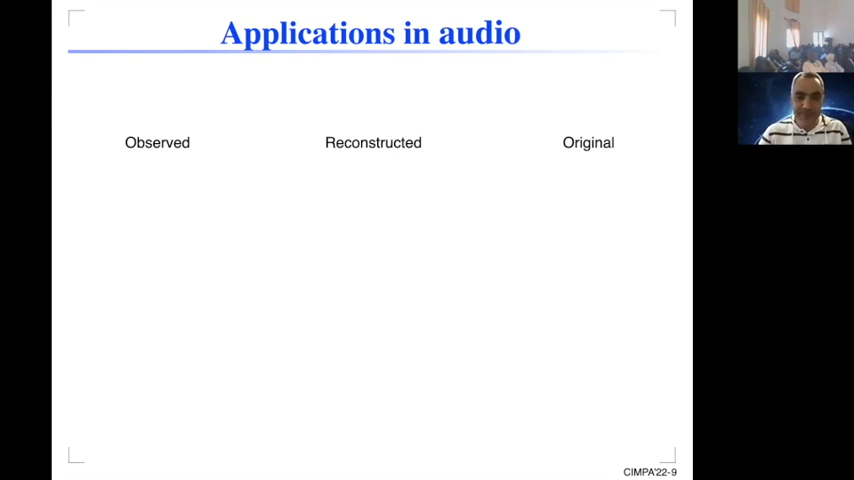 Applications in audio
Observed Reconstructed Original
CIMPA'22-9